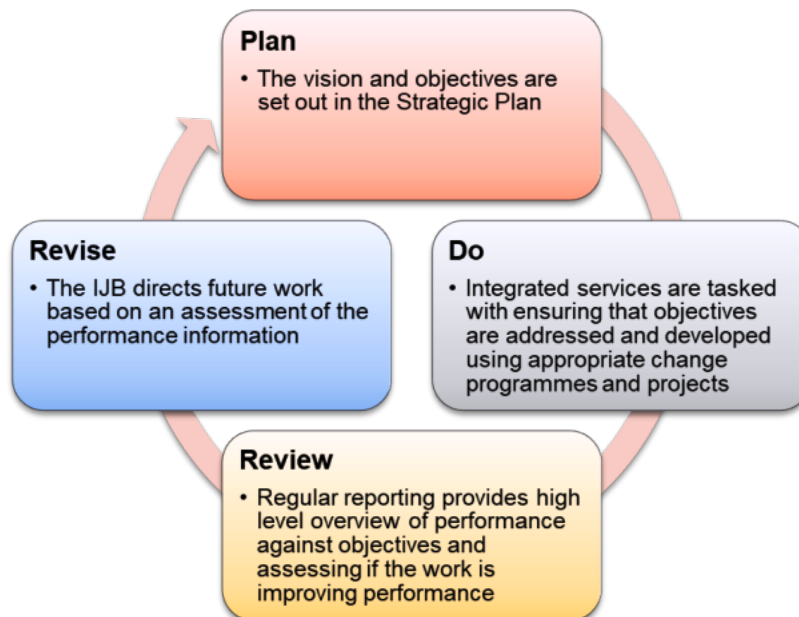 Plan
• The vision and objectives are
set out in the Strategic Plan
Do
• Integrated services are tasked
with ensuring that objectives
are addressed and developed
using appropriate change
programmes and projects
Review
• Regular reporting provides high
level overview of performance
against objectives and
assessing if the work is
improving performance
Revise
• The IJB directs future work
based on an assessment of the
performance information